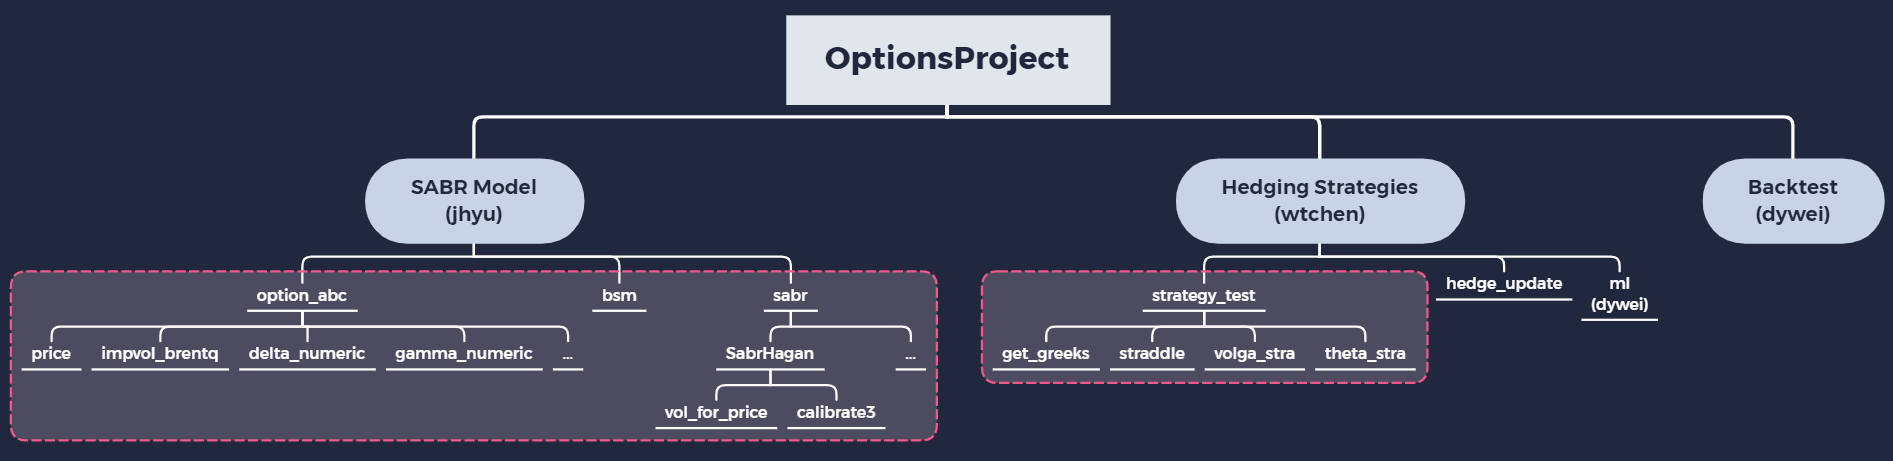 OptionsProject
SABR Model
(jhyu)
Hedging Strategies
(wtchen)
Backtest
(dywei)
option_abc
bsm
sabr
strategy_test
hedge_update
ml
(dywei)
price
impvol_brentq
delta_numeric
gamma_numeric
...
SabrHagan
...
get_greeks
straddle
volga_stra
theta_stra
vol_for_price
calibrate3